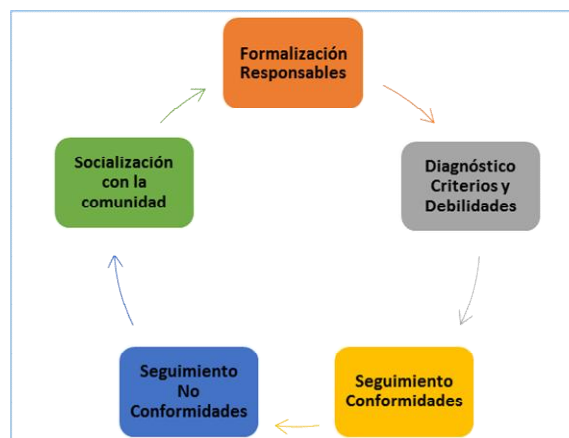 Formalización
Responsables
Diagnóstico
Criterios y
Debilidades
Seguimiento
Conformidades
Seguimiento
No
Conformidades
Socialización
con la
comunidad